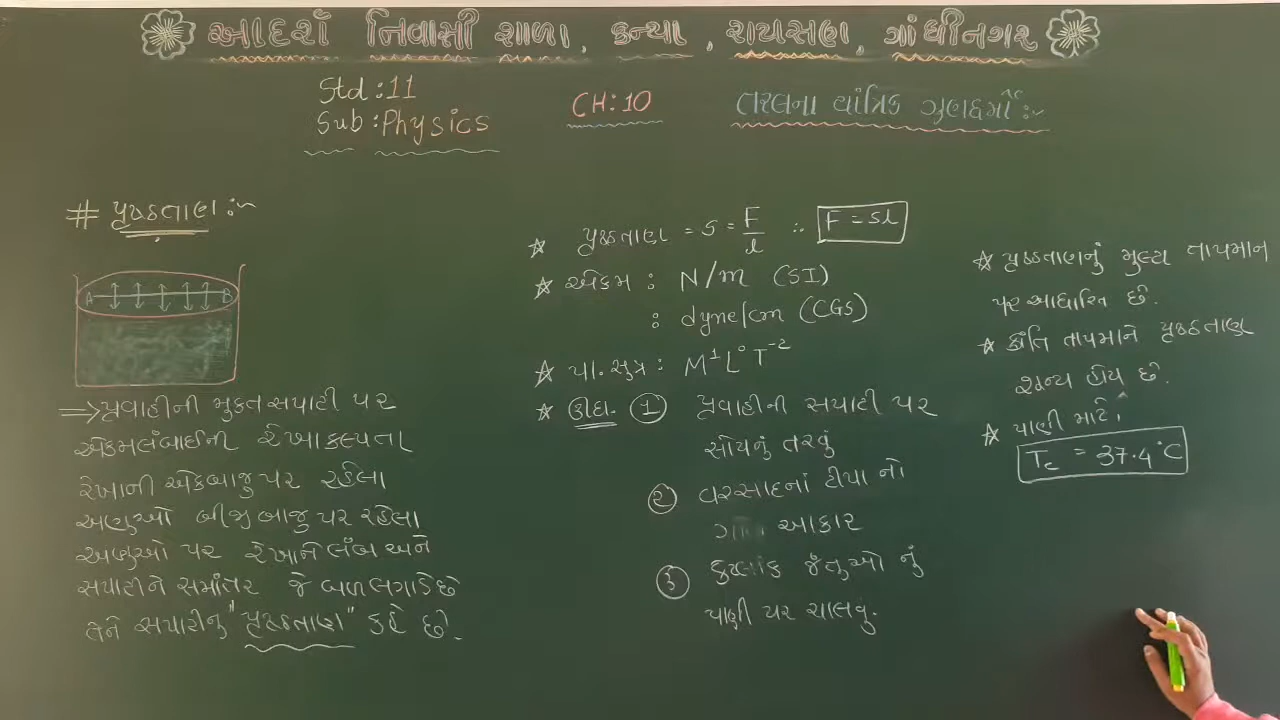 આદર્શ નિવાસી શાળા, કન્યા, રાયસણ, ગાંધીનગર
Std : 11
Sub : Physics
CH : 10
તરલના યાંત્રિક ગુણધર્મો :-
# પૃષ્ઠતાણ :-
A B
⇒ પ્રવાહીની મુક્ત સપાટી પર
એકમલંબાઈની રેખા કલ્પતા
રેખાની એકબાજુ પર રહેલા
અણુઓ બીજી બાજુ પર રહેલા
અણુઓ પર રેખાને લંબ અને
સપાટીને સમાંતર જે બળ લગાડે છે
તેને સપાટીનું "પૃષ્ઠતાણ" કહે છે.
☆ પૃષ્ઠતાણ = S = F/l ∴ F = Sl
☆ એકમ : N/m (SI)
: dyne/cm (CGS)
☆ પા. સુત્ર : M¹L⁰T⁻²
☆ ઉદા. ① પ્રવાહીની સપાટી પર
સોયનું તરવું
② વરસાદનાં ટીપા નો
આકાર
③ કેટલાંક જંતુઓ નું
પાણી પર ચાલવુ.
☆ પૃષ્ઠતાણનું મુલ્ય તાપમાન
પર આધારિત છે.
☆ ક્રાંતિ તાપમાને પૃષ્ઠતાણ
શૂન્ય હોય છે.
☆ પાણી માટે,
Tc = 37.4°C